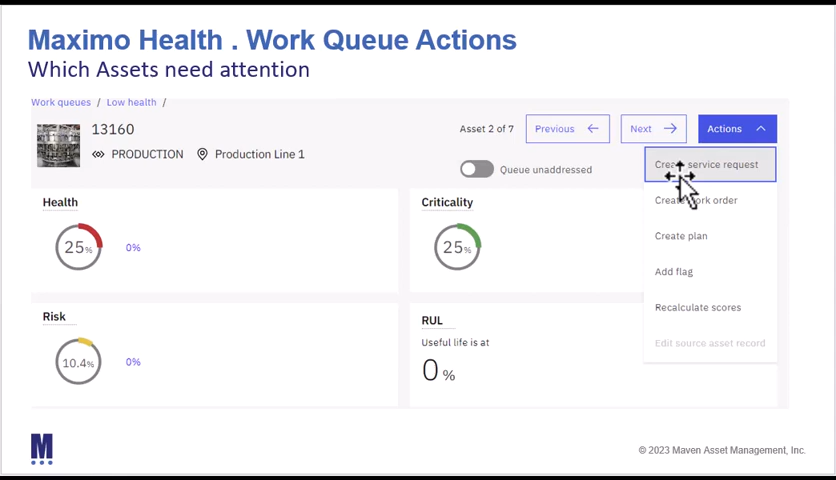 Maximo Health . Work Queue Actions
Which Assets need attention
Work queues / Low health /
13160
PRODUCTION Production Line 1
Asset 2 of 7 Previous Next Actions
Queue unaddressed
service request
Create plan
Add flag
Recalculate scores
Edit source asset record
Health
25%
0%
Criticality
25%
Risk
10.4%
0%
RUL
Useful life is at
0 %
M
© 2023 Maven Asset Management, Inc.